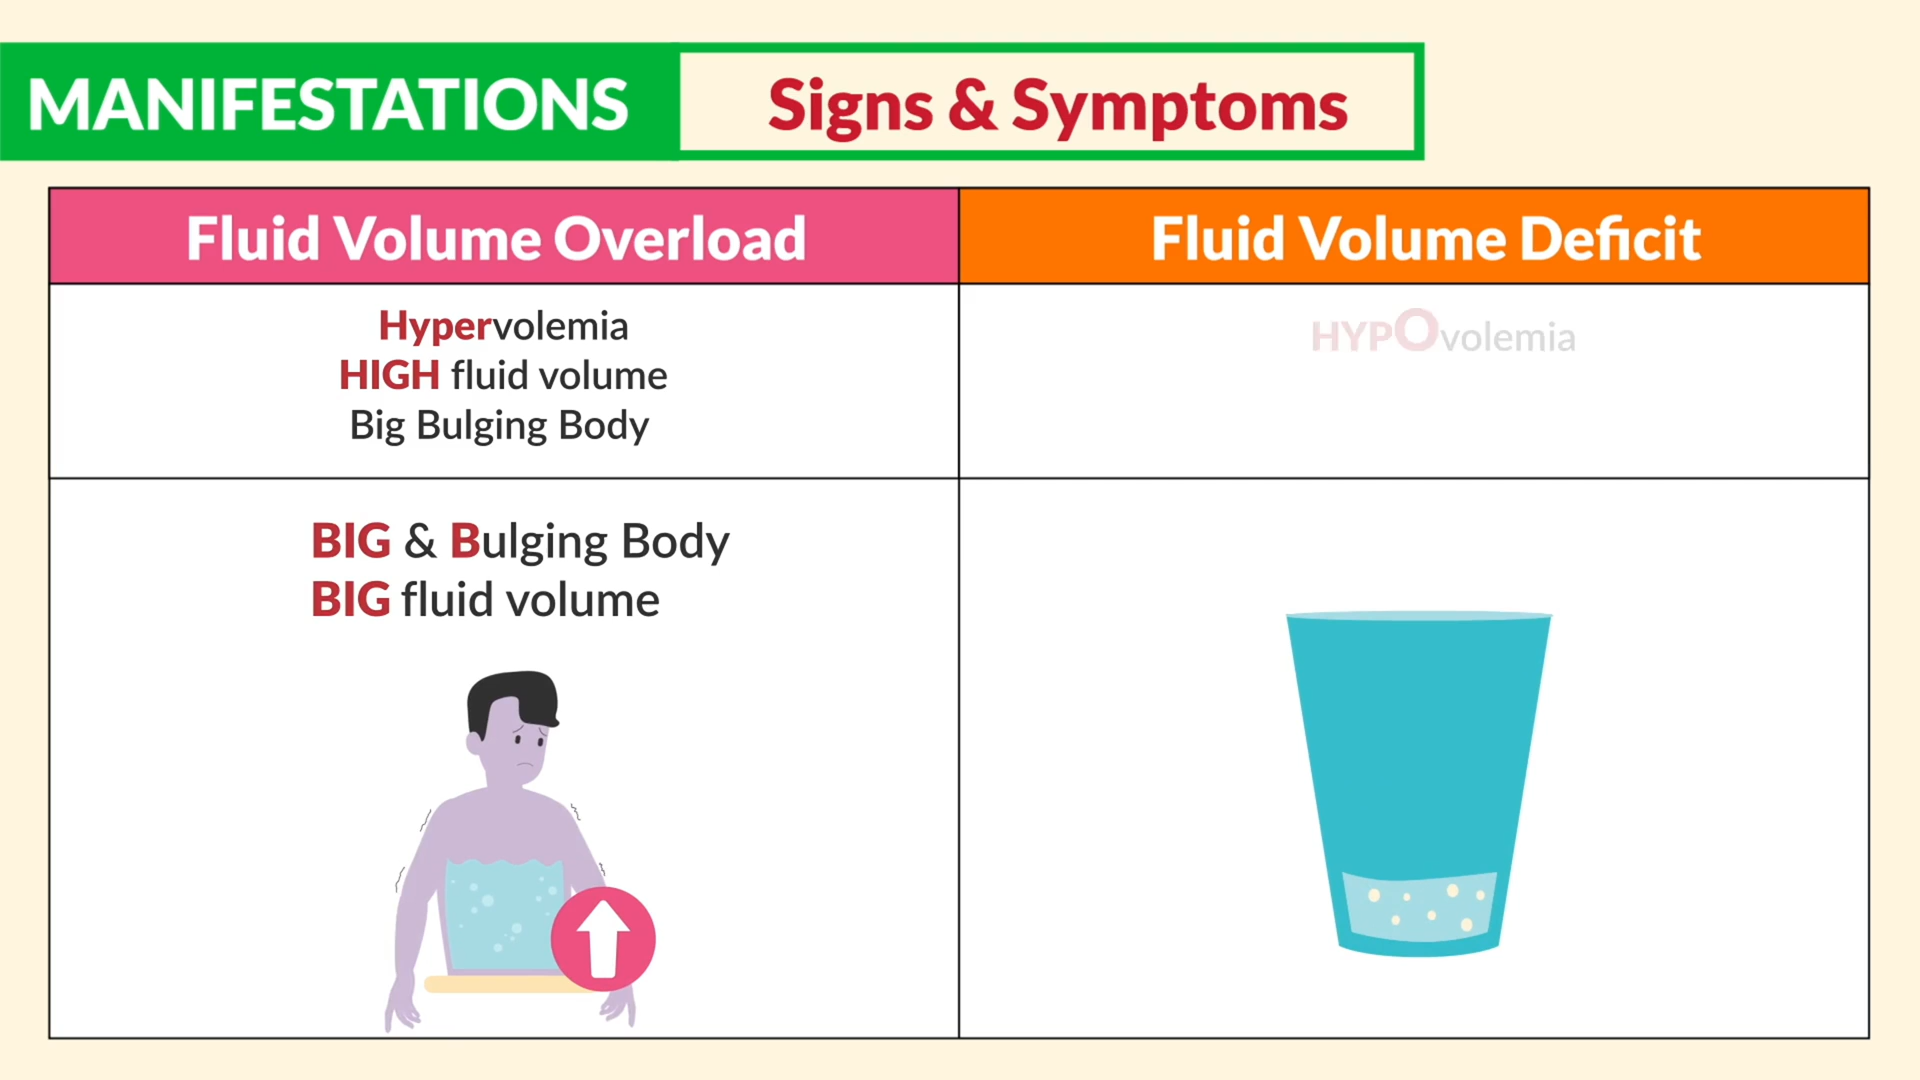 MANIFESTATIONS
Signs & Symptoms
Fluid Volume Overload
Fluid Volume Deficit
Hypervolemia
HIGH fluid volume
Big Bulging Body
HYPOvolemia
BIG & Bulging Body
BIG fluid volume